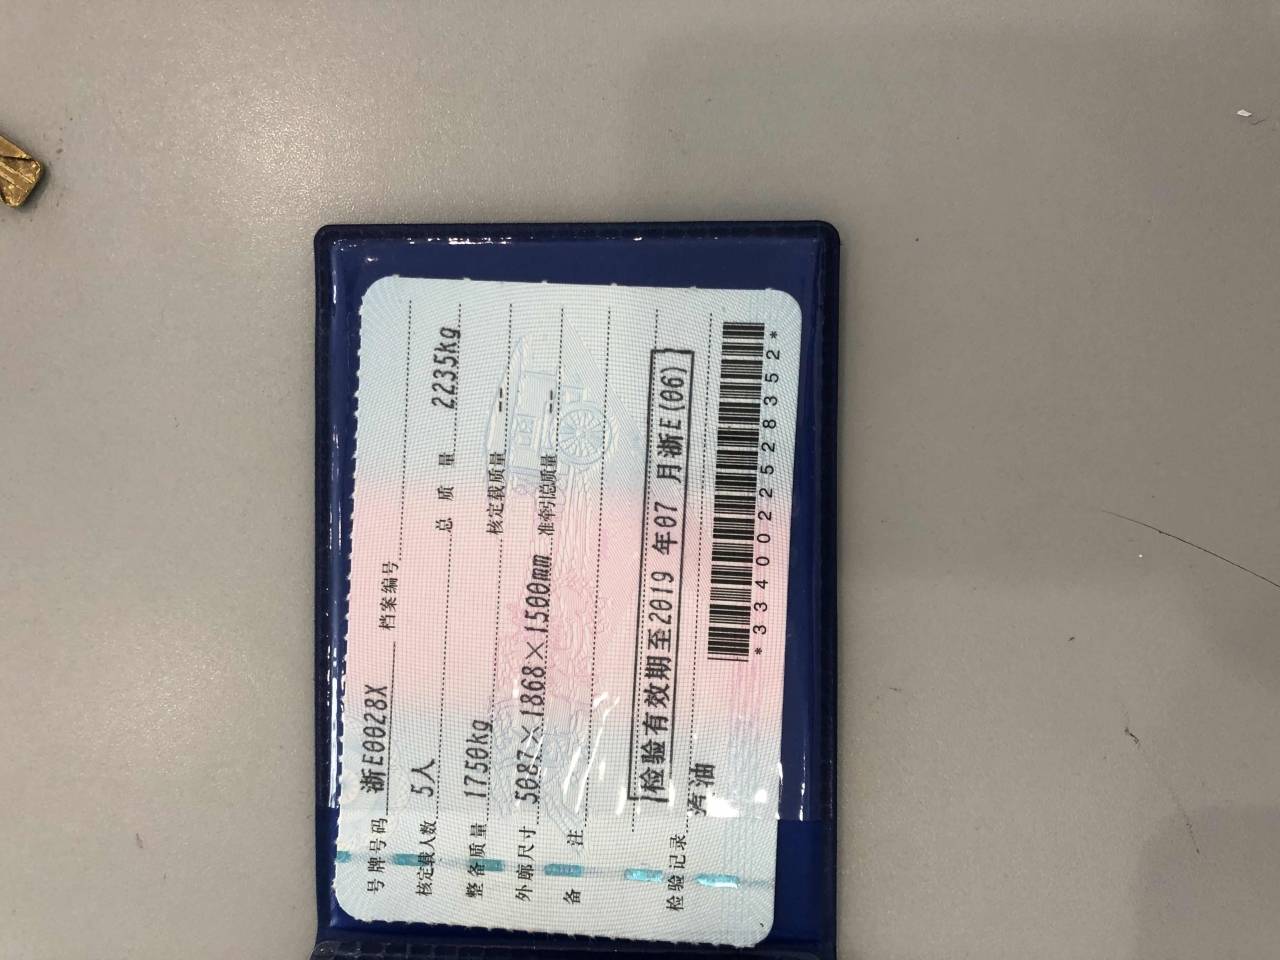 号牌号码 浙E0028X 档案编号
核定载人数 5人 总质量 2235kg
整备质量 1750kg 核定载质量 --
外廓尺寸 5087×1868×1500mm 准牵引总质量 --
备注
检验有效期至2019年07月浙E(06)
检验记录 汽油
*3340022528352*